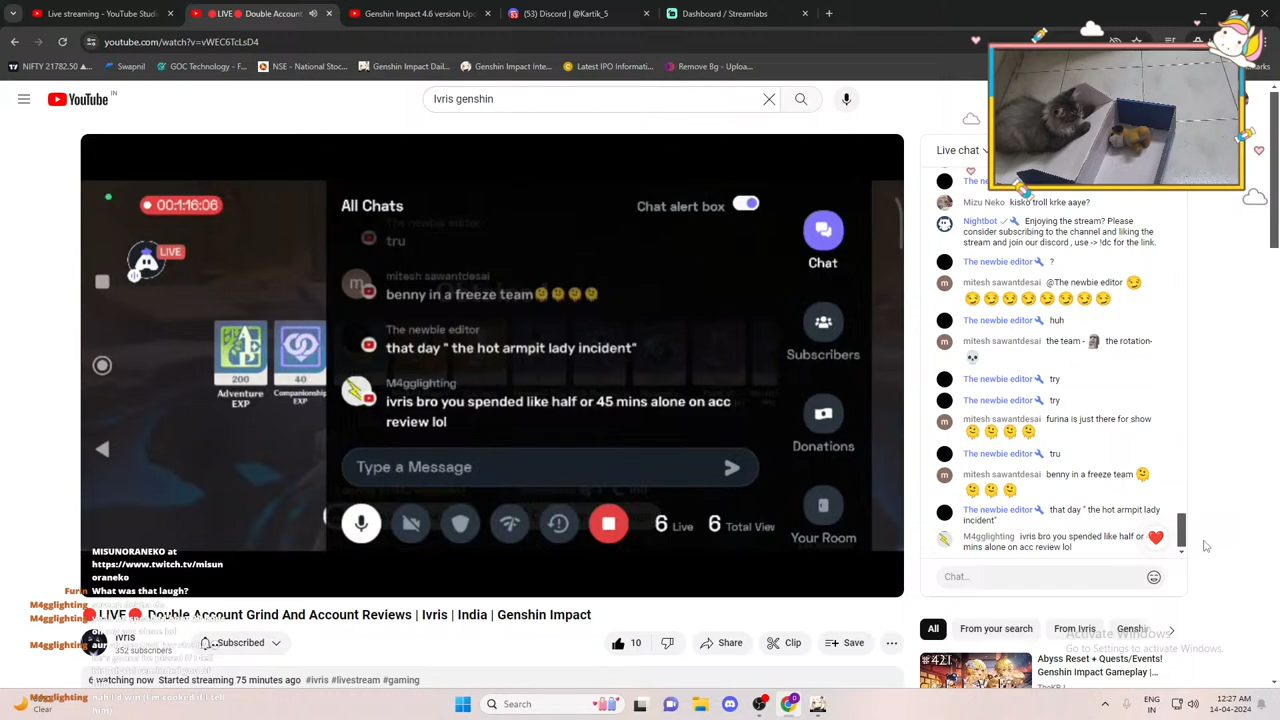 Live Streaming - YouTube Studio
LIVE Double Account
Genshin Impact 4.6 version Up
(53) Discord | @Kartik_5
Dashboard / Streamlabs
youtube.com/watch?v=vWEC6TcLsD4
NIFTY 21782.50
Swapnil
GOC Technology - F...
NSE - National Stoc...
Genshin Impact Dail...
Genshin Impact Inte...
Latest IPO Informati...
Remove Bg - Uploa...
YouTube IN
Ivris genshin
Live chat
00:1:16:06
LIVE
200
Adventure
EXP
40
Companionship
EXP
All Chats
Chat alert box
The newbie editor
tru
mitesh sawantdesai
benny in a freeze team🫠🫠🫠🫠
The newbie editor
that day " the hot armpit lady incident"
M4gglighting
ivris bro you spended like half or 45 mins alone on acc
review lol
Type a Message
6 Live 6 Total View
Chat
Subscribers
Donations
Your Room
The ne
Mizu Neko kisko troll krke aaye?
Nightbot Enjoying the stream? Please
consider subscribing to the channel and liking the
stream and join our discord , use -> !dc for the link.
The newbie editor ?
mitesh sawantdesai @The newbie editor 😏
😏😏😏😏😏😏😏😏
The newbie editor huh
mitesh sawantdesai the team - 🗿 the rotation-
💀
The newbie editor try
The newbie editor try
mitesh sawantdesai furina is just there for show
🫠🫠🫠🫠
The newbie editor tru
mitesh sawantdesai benny in a freeze team 🫠
🫠🫠🫠
The newbie editor that day " the hot armpit lady
incident"
M4gglighting ivris bro you spended like half or
mins alone on acc review lol
Chat...
MISUNORANEKO at
https://www.twitch.tv/misun
oraneko
What was that laugh?
M4gglighting
M4gglighting
M4gglighting
M4gglighting
🔴 LIVE 🔴 Double Account Grind And Account Reviews | Ivris | India | Genshin Impact
Ivris
352 subscribers
Subscribed
10
Share
Clip
Save
watching now Started streaming 75 minutes ago #ivris #livestream #gaming
All
From your search
From Ivris
Genshin
Activate Windows
Go to Settings to activate Windows.
#421
Abyss Reset + Quests/Events!
Genshin Impact Gameplay |...
Clear
Search
ENG
IN
12:27 AM
14-04-2024